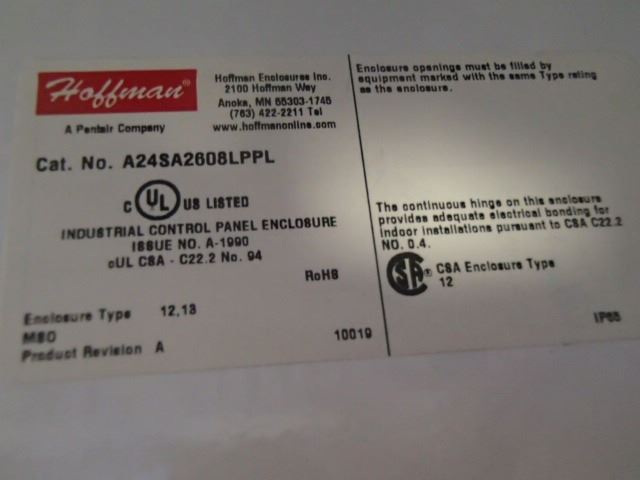 Hoffman®
A Pentair Company
Hoffman Enclosures Inc.
2100 Hoffman Way
Anoka, MN 55303-1745
(763) 422-2211 Tel
www.hoffmanonline.com
Cat. No. A24SA2608LPPL
C UL US LISTED
INDUSTRIAL CONTROL PANEL ENCLOSURE
ISSUE NO. A-1990
cUL CSA - C22.2 No. 94
RoHS
Enclosure Type 12,13
MSO
Product Revision A
10019
Enclosure openings must be filled by
equipment marked with the same Type rating
as the enclosure.
The continuous hinge on this enclosure
provides adequate electrical bonding for
indoor installations pursuant to CSA C22.2
NO. 0.4.
CSA® CSA Enclosure Type
12
IP65